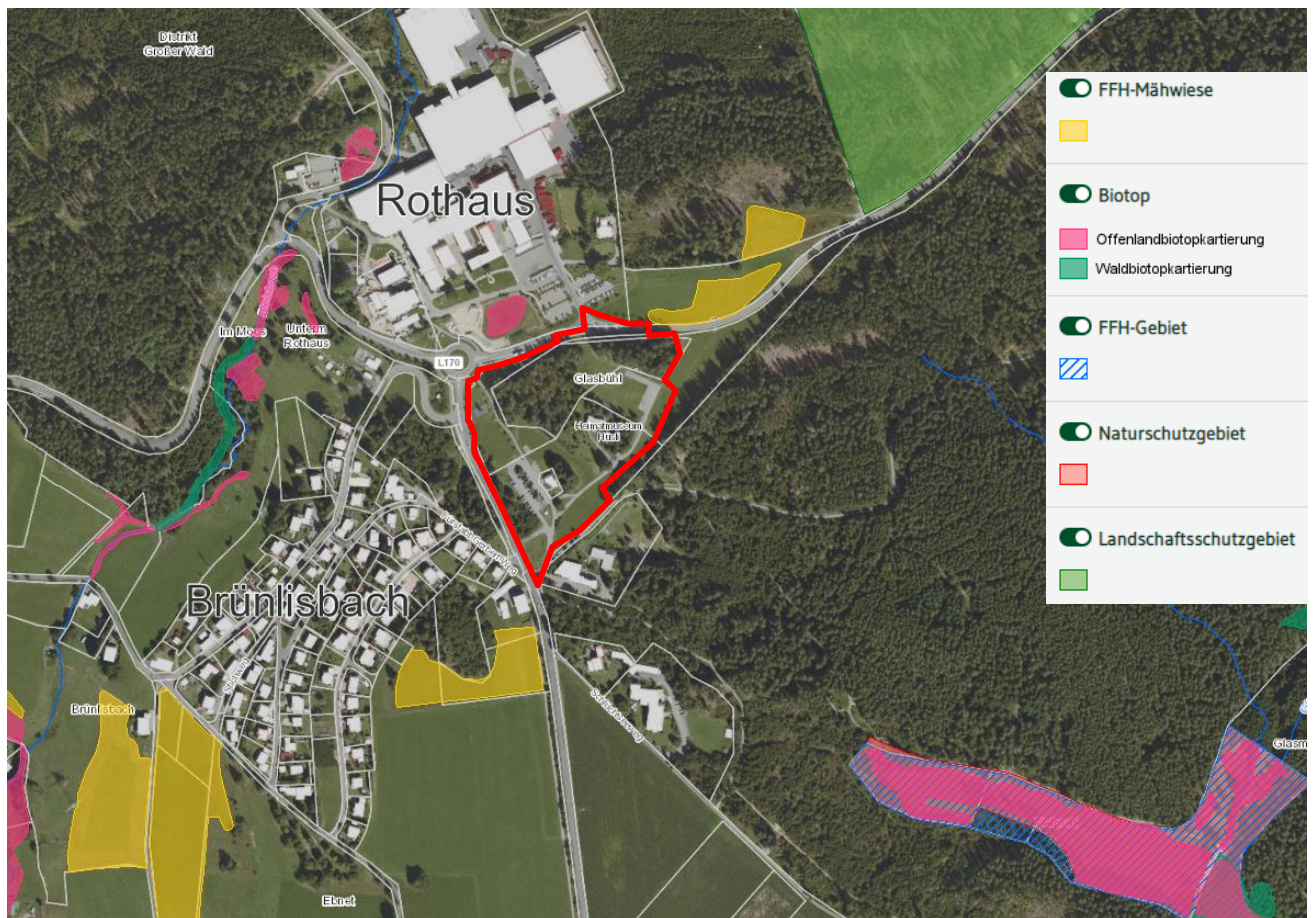 Distrikt
Großer Wald
Rothaus
Im Moos
Unterm
Rothaus
L170
Glasbühl
Heimatmuseum
Hüsli
Brünlisbach
Brünlisbach
Ebnet
FFH-Mähwiese
Biotop
Offenlandbiotopkartierung
Waldbiotopkartierung
FFH-Gebiet
Naturschutzgebiet
Landschaftsschutzgebiet